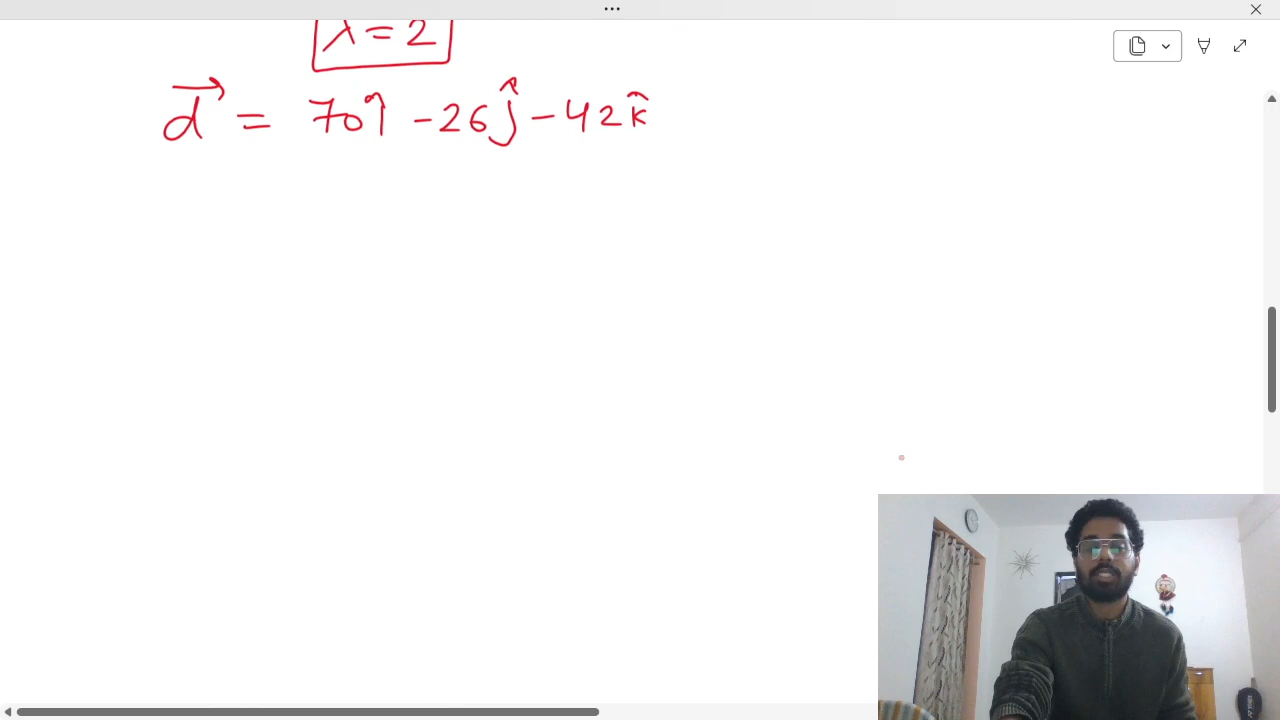 λ = 2
d⃗ = 70î - 26ĵ - 42k̂